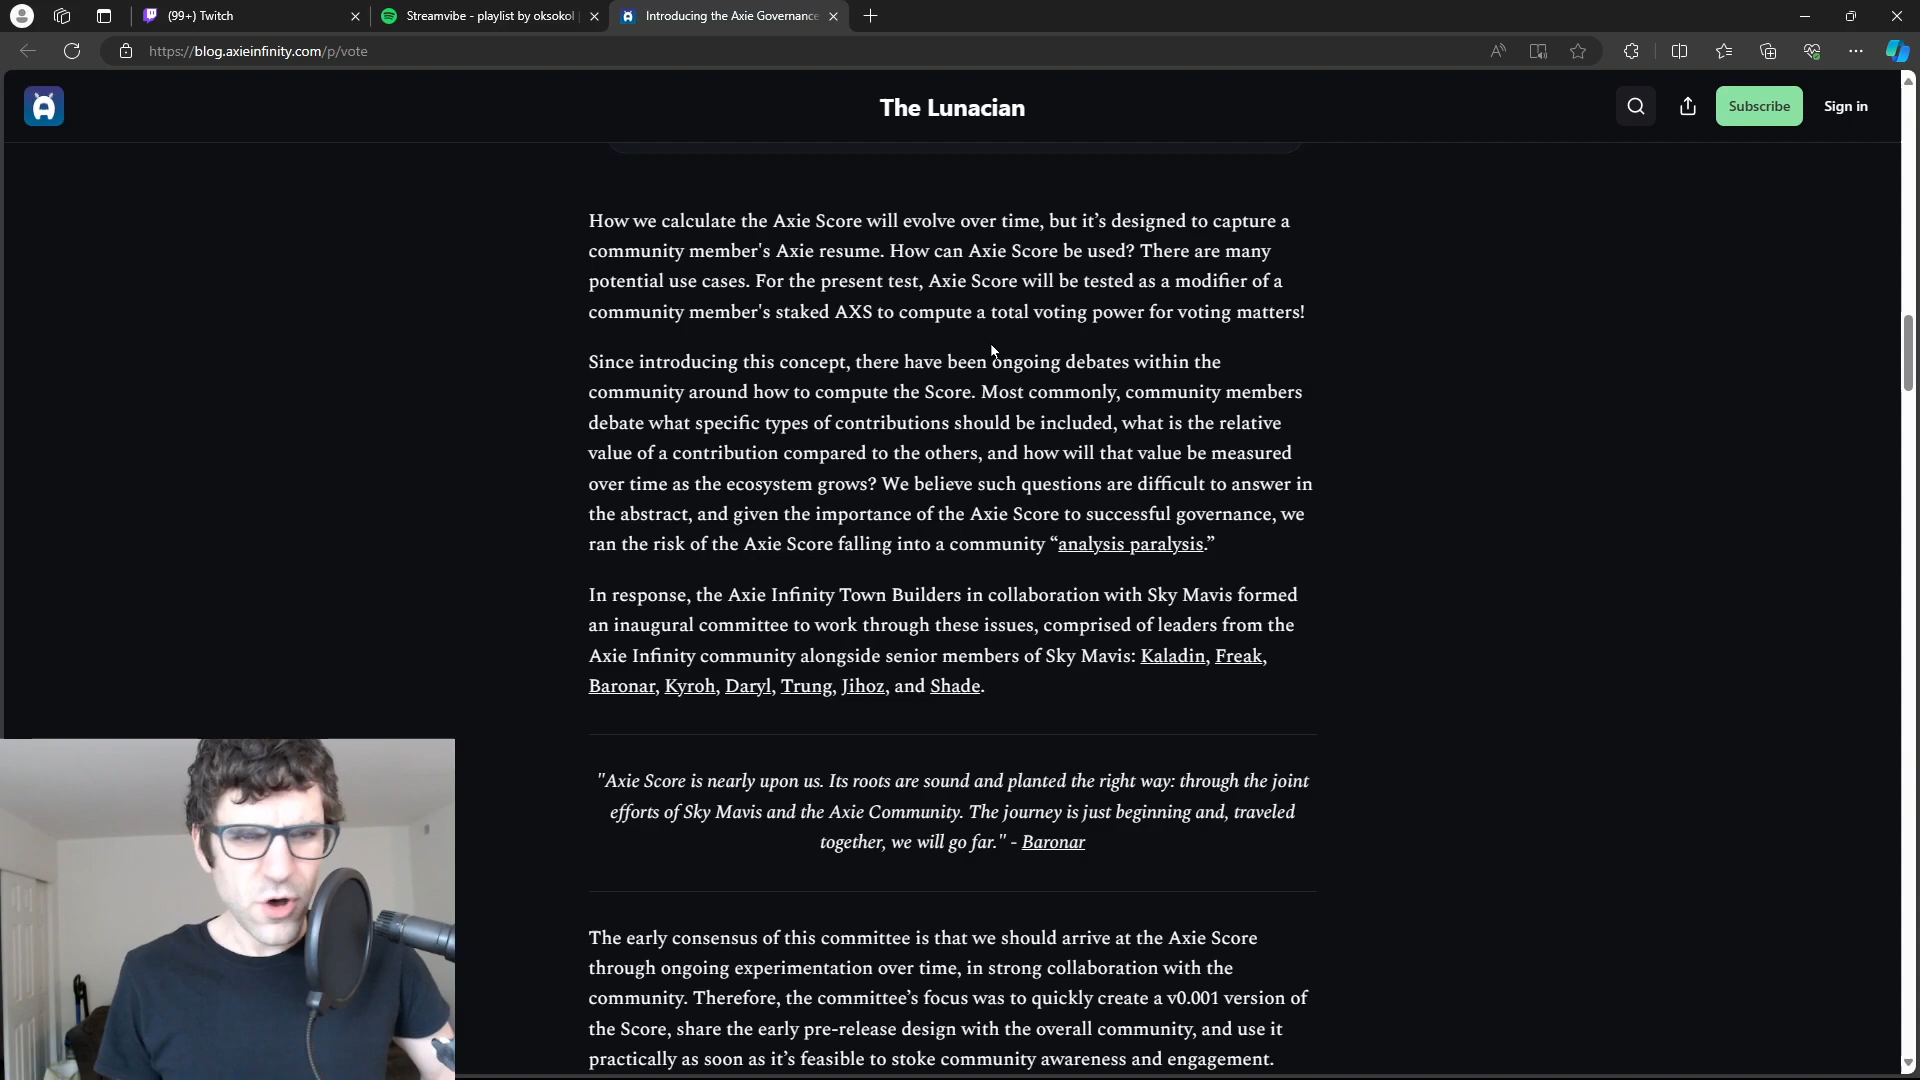 (99+) Twitch
Streamvibe - playlist by oksokol
Introducing the Axie Governance
https://blog.axieinfinity.com/p/vote
The Lunacian
Subscribe
Sign in
How we calculate the Axie Score will evolve over time, but it’s designed to capture a
community member's Axie resume. How can Axie Score be used? There are many
potential use cases. For the present test, Axie Score will be tested as a modifier of a
community member's staked AXS to compute a total voting power for voting matters!
Since introducing this concept, there have been ongoing debates within the
community around how to compute the Score. Most commonly, community members
debate what specific types of contributions should be included, what is the relative
value of a contribution compared to the others, and how will that value be measured
over time as the ecosystem grows? We believe such questions are difficult to answer in
the abstract, and given the importance of the Axie Score to successful governance, we
ran the risk of the Axie Score falling into a community “analysis paralysis.”
In response, the Axie Infinity Town Builders in collaboration with Sky Mavis formed
an inaugural committee to work through these issues, comprised of leaders from the
Axie Infinity community alongside senior members of Sky Mavis: Kaladin, Freak,
Baronar, Kyroh, Daryl, Trung, Jihoz, and Shade.
"Axie Score is nearly upon us. Its roots are sound and planted the right way: through the joint
efforts of Sky Mavis and the Axie Community. The journey is just beginning and, traveled
together, we will go far." - Baronar
The early consensus of this committee is that we should arrive at the Axie Score
through ongoing experimentation over time, in strong collaboration with the
community. Therefore, the committee’s focus was to quickly create a v0.001 version of
the Score, share the early pre-release design with the overall community, and use it
practically as soon as it’s feasible to stoke community awareness and engagement.